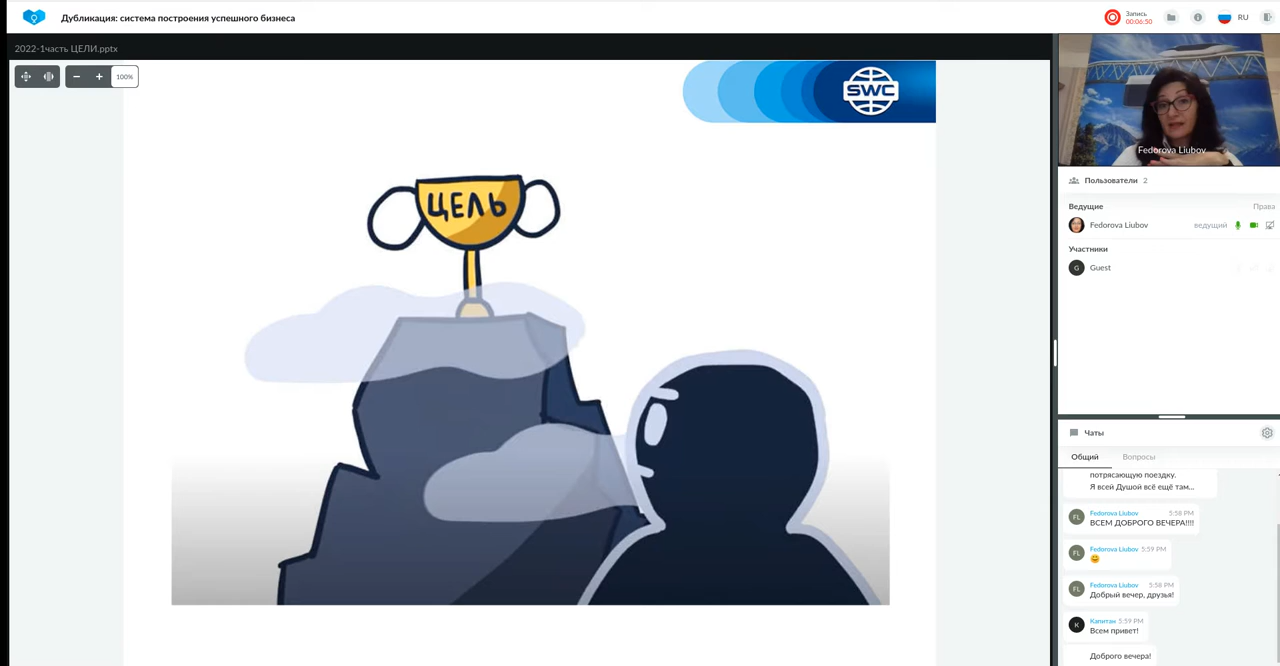 Дубликация: система построения успешного бизнеса
Запись
00:06:50
RU
2022-1часть ЦЕЛИ.pptx
100%
SWC
ЦЕЛЬ
Fedorova Liubov
Пользователи 2
Ведущие Права
Fedorova Liubov ведущий
Участники
G Guest
Чаты
Общий Вопросы
потрясающую поездку.
Я всей Душой всё ещё там...
FL Fedorova Liubov 5:58 PM
ВСЕМ ДОБРОГО ВЕЧЕРА!!!!
FL Fedorova Liubov 5:59 PM
FL Fedorova Liubov 5:58 PM
Добрый вечер, друзья!
К Капитан 5:59 PM
Всем привет!
Доброго вечера!